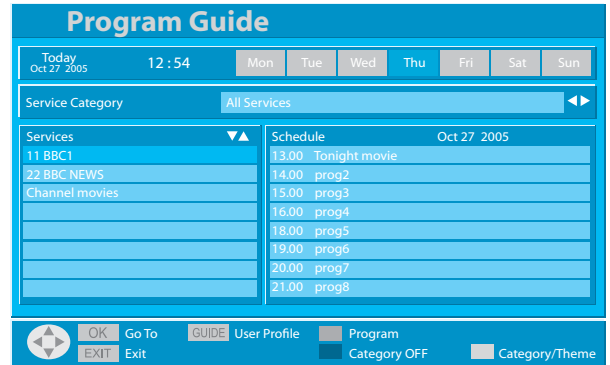 Program Guide
Today
Oct 27 2005
12 : 54
Mon Tue Wed Thu Fri Sat Sun
Service Category All Services
Services
11 BBC1
22 BBC NEWS
Channel movies
Schedule Oct 27 2005
13.00 Tonight movie
14.00 prog2
15.00 prog3
16.00 prog4
18.00 prog5
19.00 prog6
20.00 prog7
21.00 prog8
OK Go To GUIDE User Profile Program
EXIT Exit Category OFF Category/Theme